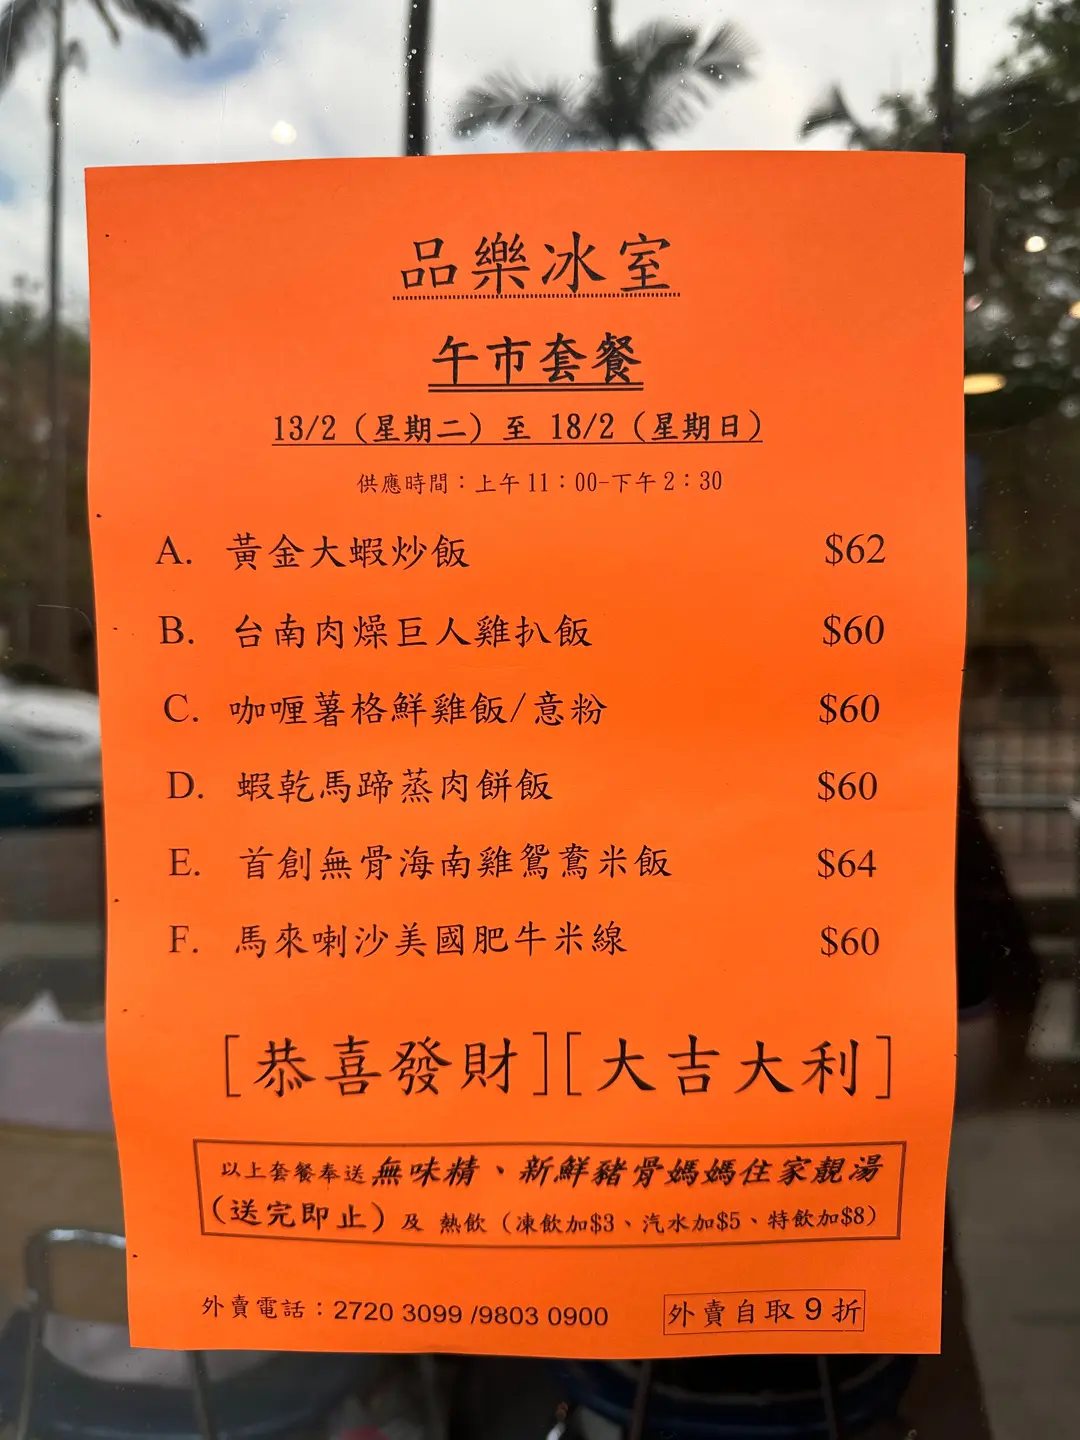 品樂冰室
午市套餐
13/2（星期二）至 18/2（星期日）
供應時間：上午11：00-下午2：30
A. 黃金大蝦炒飯 $62
B. 台南肉燥巨人雞扒飯 $60
C. 咖喱薯格鮮雞飯/意粉 $60
D. 蝦乾馬蹄蒸肉餅飯 $60
E. 首創無骨海南雞鴛鴦米飯 $64
F. 馬來喇沙美國肥牛米線 $60
[恭喜發財][大吉大利]
以上套餐奉送無味精、新鮮豬骨媽媽住家靚湯
(送完即止) 及 熱飲（凍飲加$3、汽水加$5、特飲加$8）
外賣電話：2720 3099 /9803 0900 外賣自取 9 折